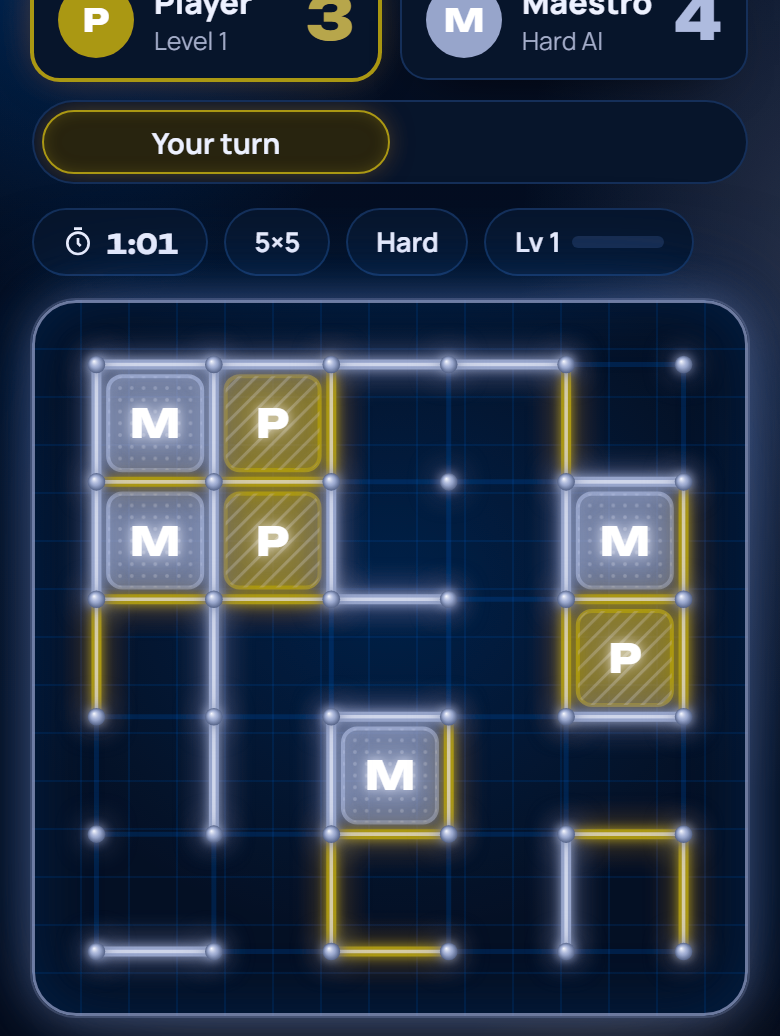 P Player 3
Level 1
M Maestro 4
Hard AI
Your turn
1:01 5×5 Hard Lv 1
M P
M P M
P
M